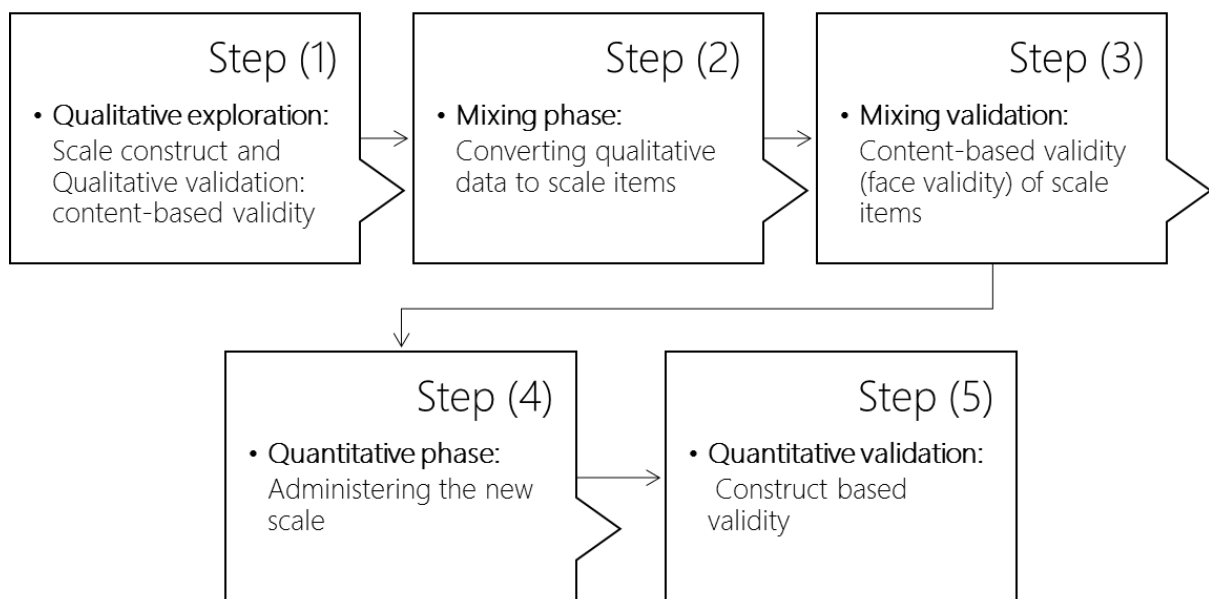 Step (1)
• Qualitative exploration:
Scale construct and
Qualitative validation:
content-based validity
Step (2)
• Mixing phase:
Converting qualitative
data to scale items
Step (3)
• Mixing validation:
Content-based validity
(face validity) of scale
items
Step (4)
• Quantitative phase:
Administering the new
scale
Step (5)
• Quantitative validation:
Construct based
validity